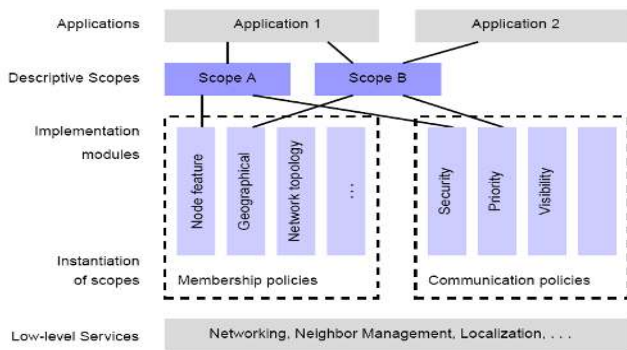 Applications
Application 1
Application 2
Descriptive Scopes
Scope A
Scope B
Implementation
modules
Node feature
Geographical
Network topology
...
Security
Priority
Visibility
Instantiation
of scopes
Membership policies
Communication policies
Low-level Services
Networking, Neighbor Management, Localization, . . .